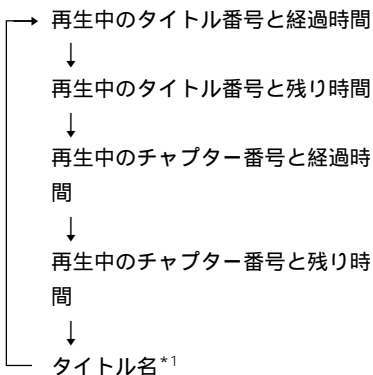 再生中のタイトル番号と経過時間
再生中のタイトル番号と残り時間
再生中のチャプター番号と経過時
間
再生中のチャプター番号と残り時
間
タイトル名*1